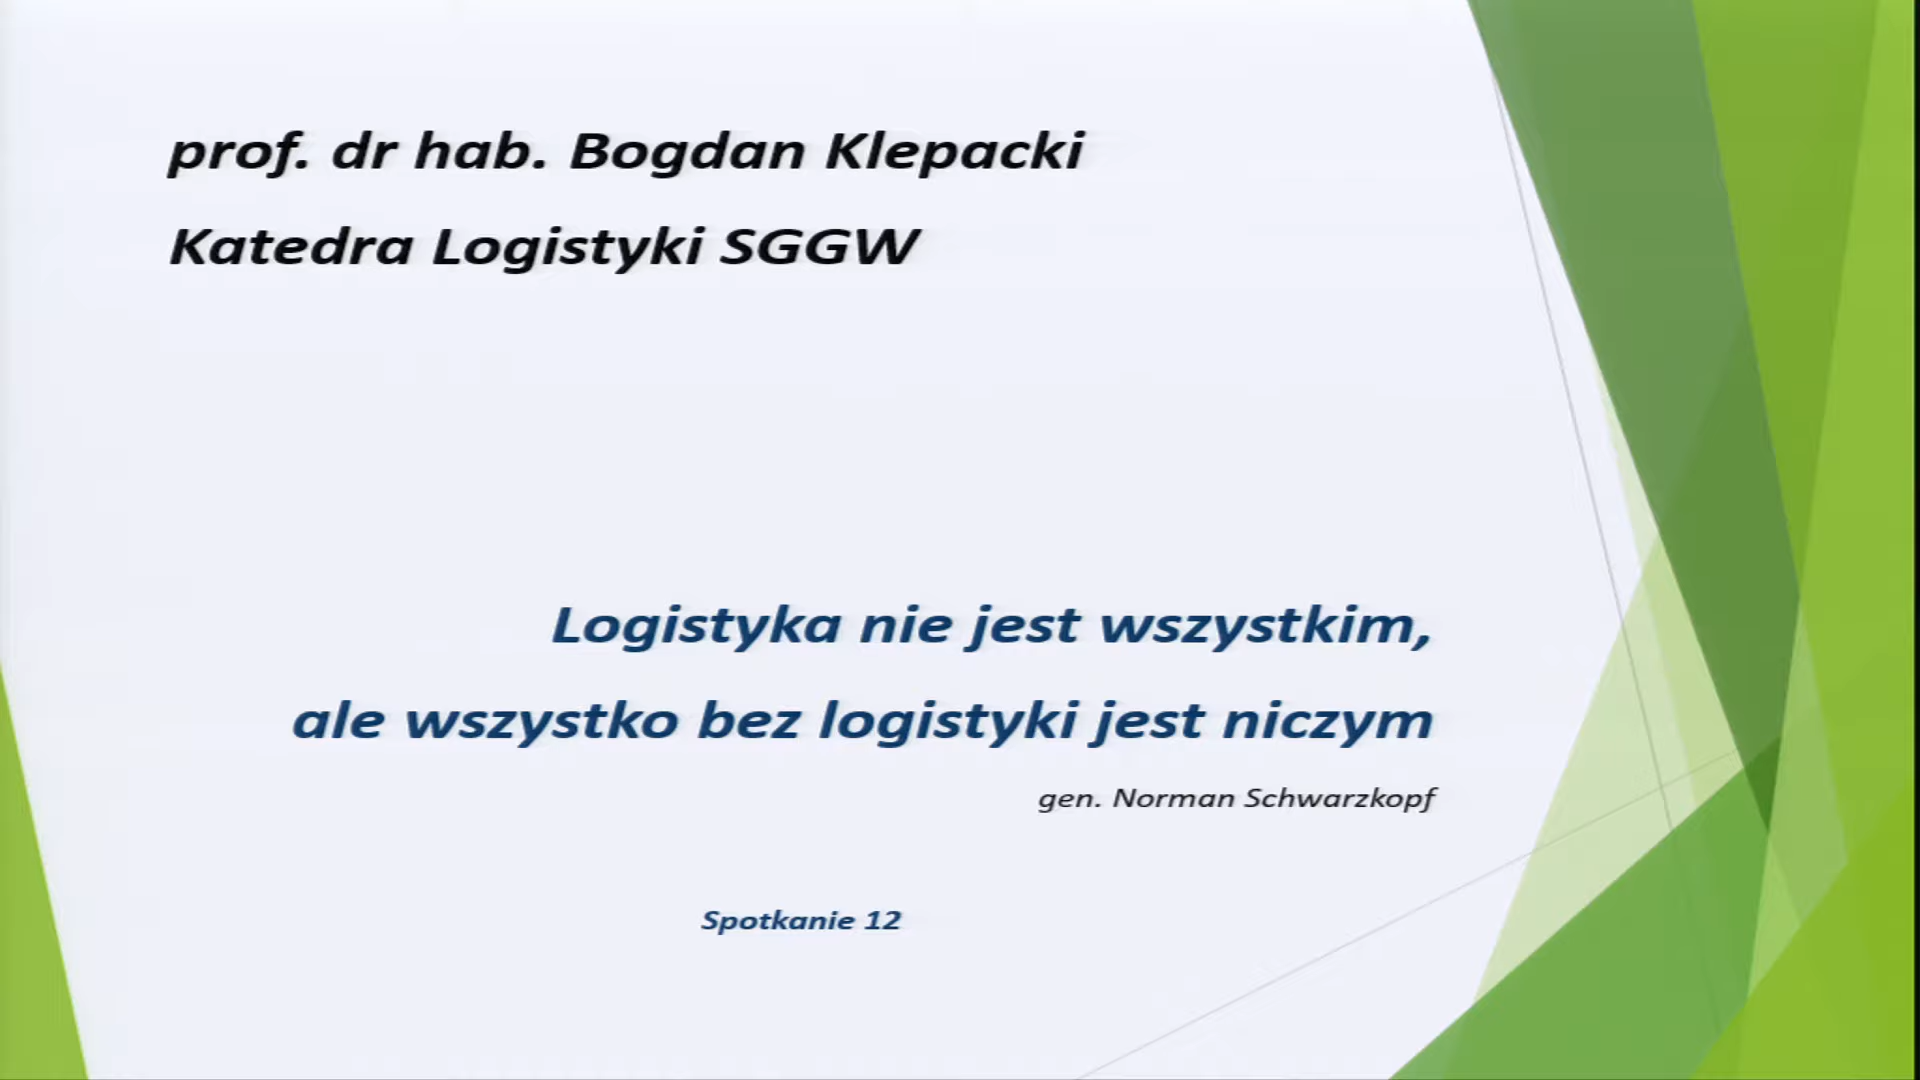 prof. dr hab. Bogdan Klepacki
Katedra Logistyki SGGW
Logistyka nie jest wszystkim,
ale wszystko bez logistyki jest niczym
gen. Norman Schwarzkopf
Spotkanie 12